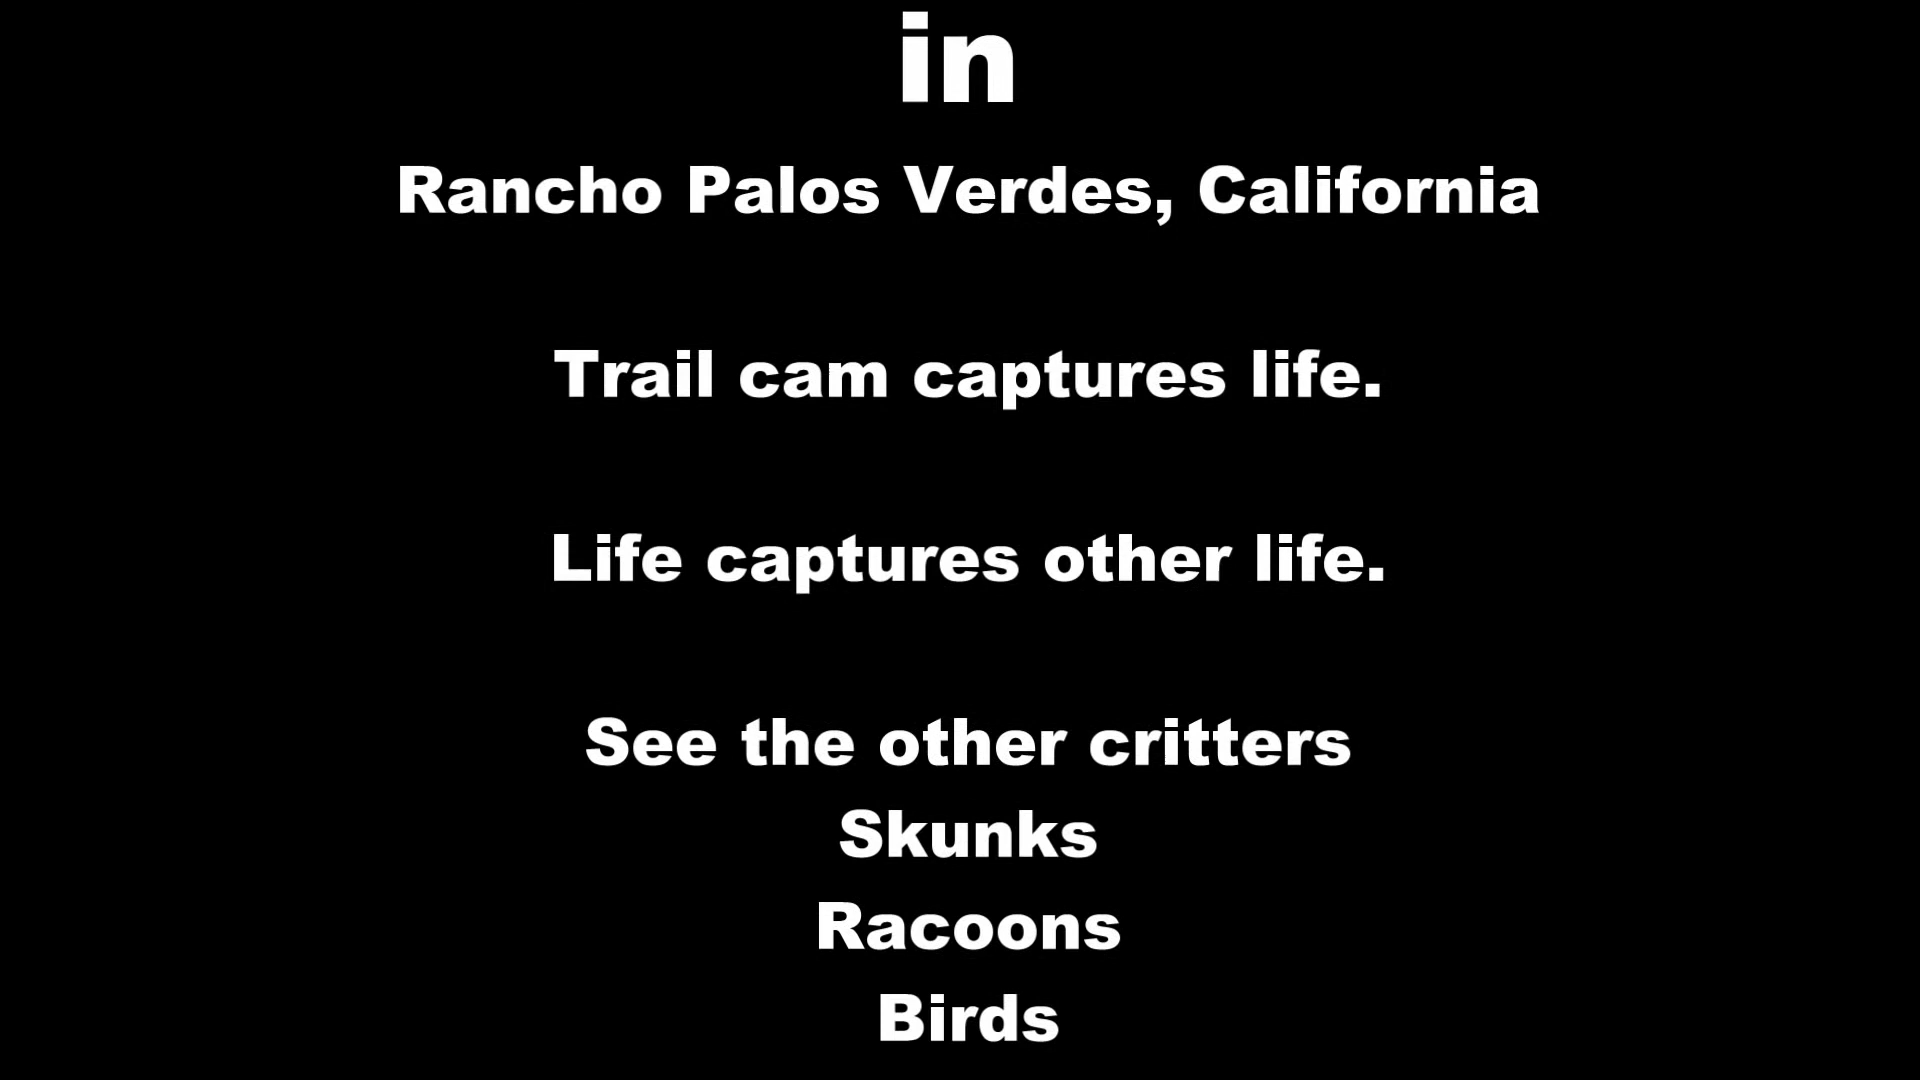 in
Rancho Palos Verdes, California
Trail cam captures life.
Life captures other life.
See the other critters
Skunks
Racoons
Birds